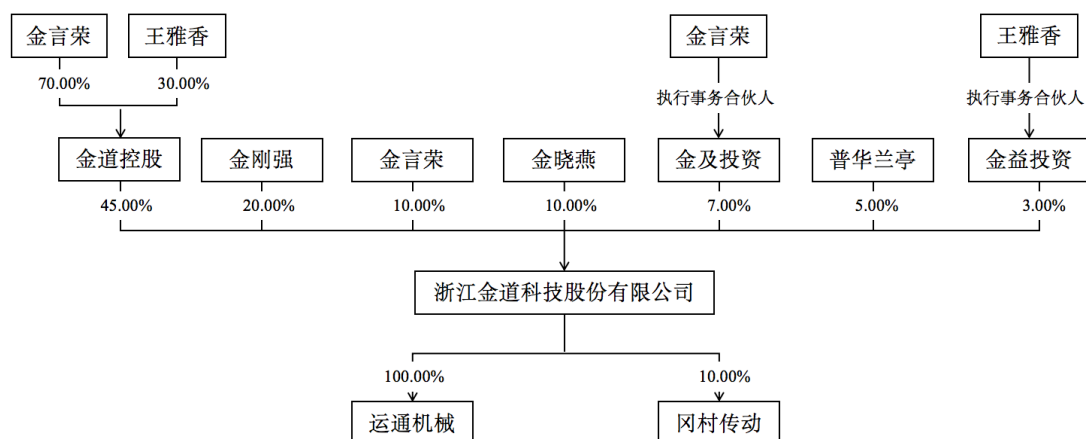 金言荣
王雅香
金言荣
王雅香
70.00%
30.00%
执行事务合伙人
执行事务合伙人
金道控股
金刚强
金言荣
金晓燕
金及投资
普华兰亭
金益投资
45.00%
20.00%
10.00%
10.00%
7.00%
5.00%
3.00%
浙江金道科技股份有限公司
100.00%
10.00%
运通机械
冈村传动